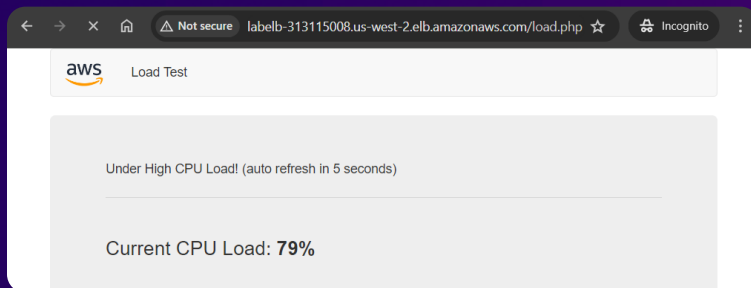 Not secure labelb-313115008.us-west-2.elb.amazonaws.com/load.php Incognito
aws Load Test
Under High CPU Load! (auto refresh in 5 seconds)
Current CPU Load: 79%